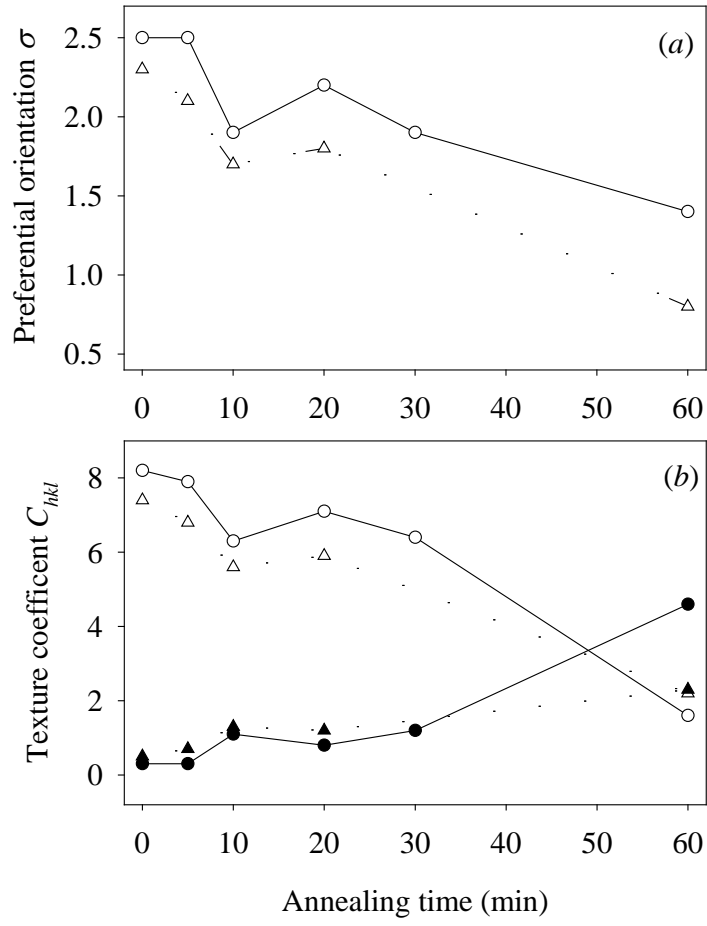 Preferential orientation σ
2.5
2.0
1.5
1.0
0.5
(a)
0 10 20 30 40 50 60
Texture coefficent C_hkl
8
6
4
2
0
(b)
0 10 20 30 40 50 60
Annealing time (min)